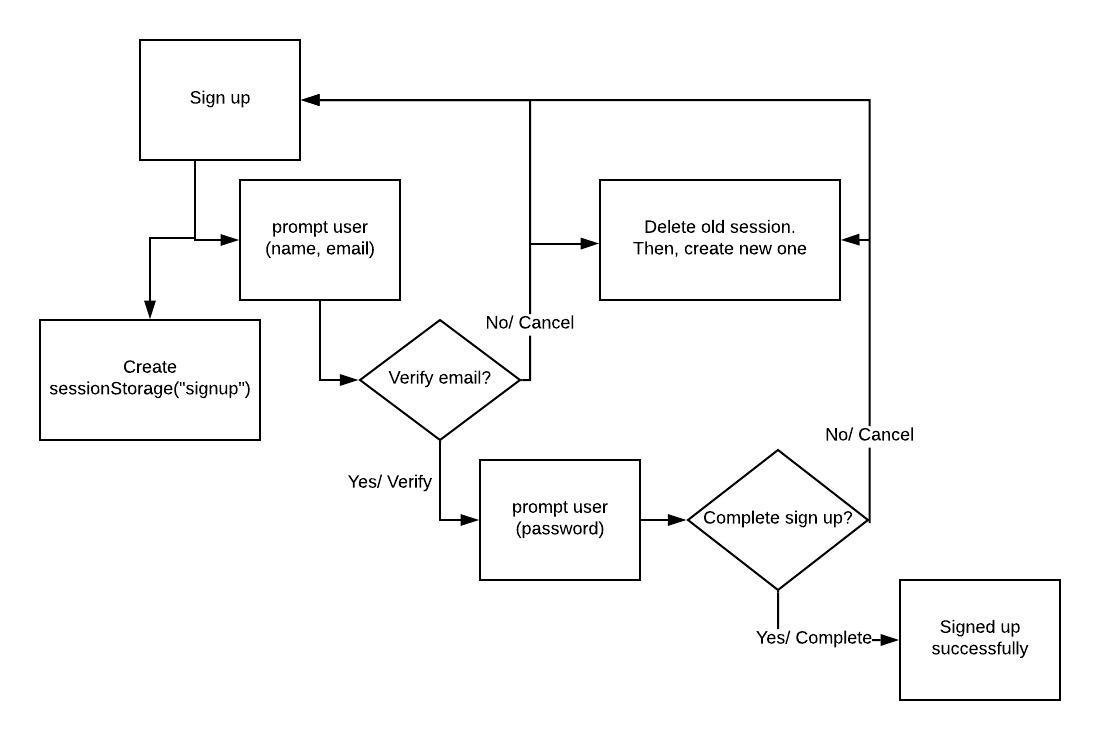 Sign up
prompt user
(name, email)
Delete old session.
Then, create new one
No/ Cancel
Create
sessionStorage("signup")
Verify email?
No/ Cancel
Yes/ Verify
prompt user
(password)
Complete sign up?
Yes/ Complete
Signed up
successfully